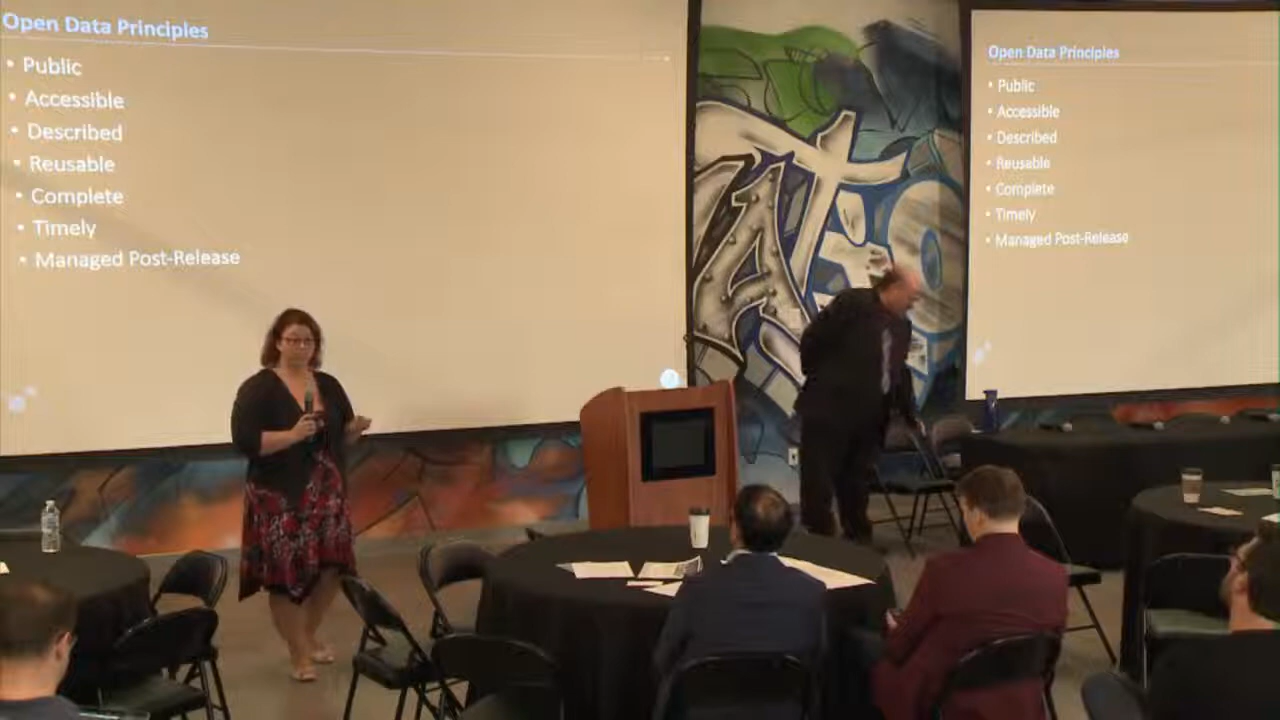 Open Data Principles
• Public
• Accessible
• Described
• Reusable
• Complete
• Timely
• Managed Post-Release
Open Data Principles
• Public
• Accessible
• Described
• Reusable
• Complete
• Timely
• Managed Post-Release